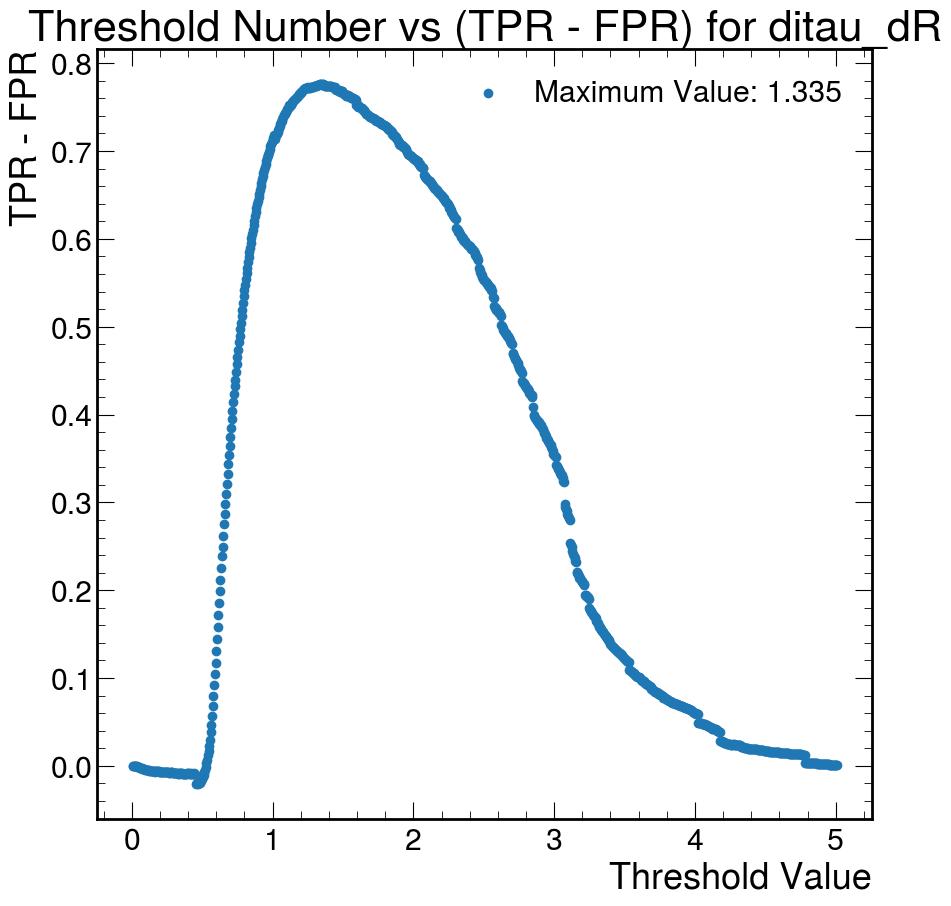 Threshold Number vs (TPR - FPR) for ditau_dR
TPR - FPR
Maximum Value: 1.335
0.8
0.7
0.6
0.5
0.4
0.3
0.2
0.1
0.0
0 1 2 3 4 5
Threshold Value